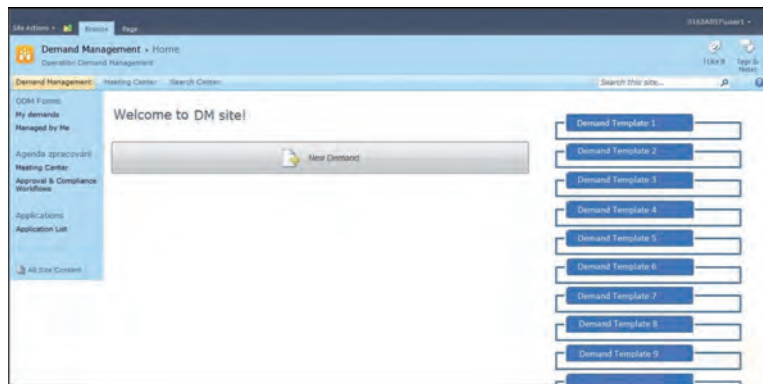 Site Actions
Browse
Page
Demand Management › Home
Operation Demand Management
I Like It
Tags & Notes
Demand Management
Meeting Center
Search Center
Search this site...
ODM Forms
My demands
Managed by Me
Agenda zpracování
Meeting Center
Approval & Compliance
Workflows
Applications
Application List
All Site Content
Welcome to DM site!
New Demand
Demand Template 1
Demand Template 2
Demand Template 3
Demand Template 4
Demand Template 5
Demand Template 6
Demand Template 7
Demand Template 8
Demand Template 9